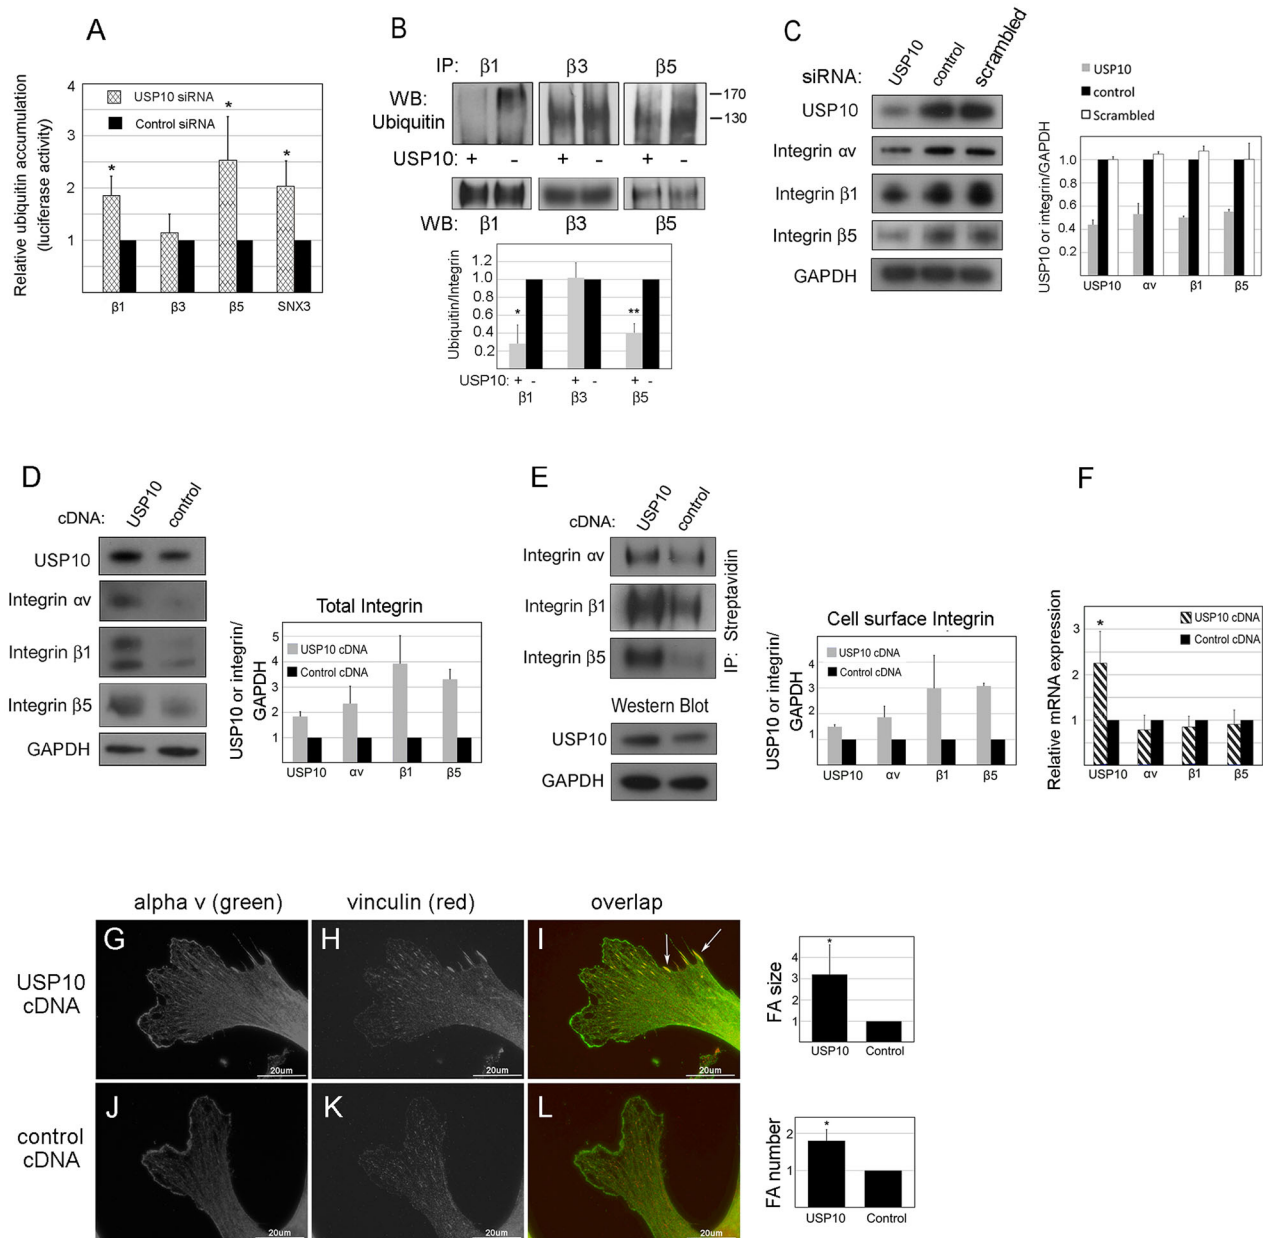 A
Relative ubiquitin accumulation
(luciferase activity)
4
3
2
1
USP10 siRNA
Control siRNA
*
*
*
β1
β3
β5
SNX3
B
IP: β1 β3 β5
WB:
Ubiquitin
170
130
USP10: + - + - + -
WB: β1 β3 β5
Ubiquitin/Integrin
1.2
1.0
0.8
0.6
0.4
0.2
*
**
USP10: + - + - + -
β1 β3 β5
C
siRNA: USP10 control scrambled
USP10
Integrin αv
Integrin β1
Integrin β5
GAPDH
USP10
control
Scrambled
USP10 or integrin/GAPDH
1.0
0.8
0.6
0.4
0.2
USP10 αv β1 β5
D
cDNA: USP10 control
USP10
Integrin αv
Integrin β1
Integrin β5
GAPDH
Total Integrin
USP10 or integrin/
GAPDH
5
4
3
2
1
USP10 cDNA
Control cDNA
USP10 αv β1 β5
E
cDNA: USP10 control
Integrin αv
Integrin β1
Integrin β5
IP: Streptavidin
Western Blot
USP10
GAPDH
Cell surface Integrin
USP10 or integrin/
GAPDH
4
3
2
1
USP10 cDNA
Control cDNA
USP10 αv β1 β5
F
Relative mRNA expression
3
2
1
*
USP10 cDNA
Control cDNA
USP10 αv β1 β5
alpha v (green) vinculin (red) overlap
USP10
cDNA
G
20um
H
20um
I
20um
FA size
4
3
2
1
*
USP10 Control
control
cDNA
J
20um
K
20um
L
20um
FA number
2
1
*
USP10 Control